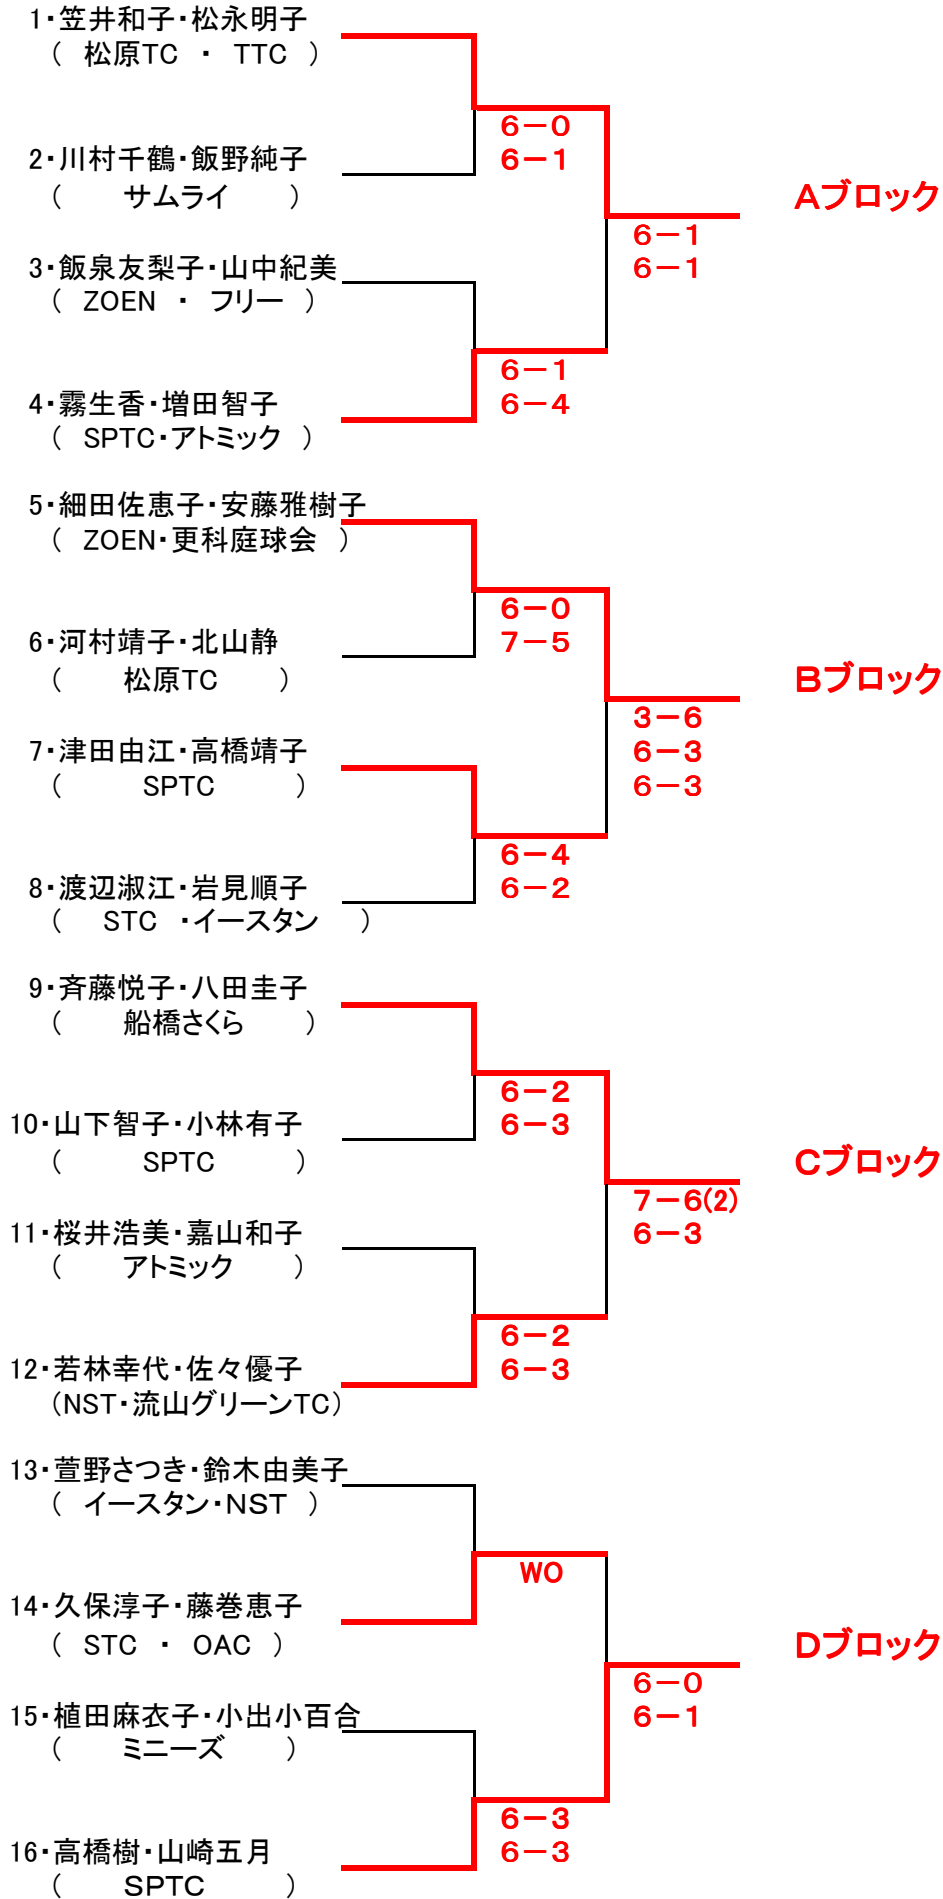 1・笠井和子・松永明子
(　松原TC　・　TTC　)
6－0
6－1
2・川村千鶴・飯野純子
(　　サムライ　　)
Aブロック
6－1
6－1
3・飯泉友梨子・山中紀美
(　ZOEN　・　フリー　)
6－1
6－4
4・霧生香・増田智子
(　SPTC・アトミック　)
5・細田佐恵子・安藤雅樹子
(　ZOEN・更科庭球会　)
6－0
7－5
6・河村靖子・北山静
(　　松原TC　　)
Bブロック
3－6
6－3
6－3
7・津田由江・高橋靖子
(　　SPTC　　)
6－4
6－2
8・渡辺淑江・岩見順子
(　　STC　・イースタン　　)
9・斉藤悦子・八田圭子
(　　船橋さくら　　)
6－2
6－3
10・山下智子・小林有子
(　　SPTC　　)
Cブロック
7－6(2)
6－3
11・桜井浩美・嘉山和子
(　　アトミック　　)
6－2
6－3
12・若林幸代・佐々優子
(NST・流山グリーンTC)
13・萱野さつき・鈴木由美子
(　イースタン・NST　)
WO
14・久保淳子・藤巻恵子
(　STC　・　OAC　)
Dブロック
6－0
6－1
15・植田麻衣子・小出小百合
(　　ミニーズ　　)
6－3
6－3
16・高橋樹・山崎五月
(　　SPTC　　)